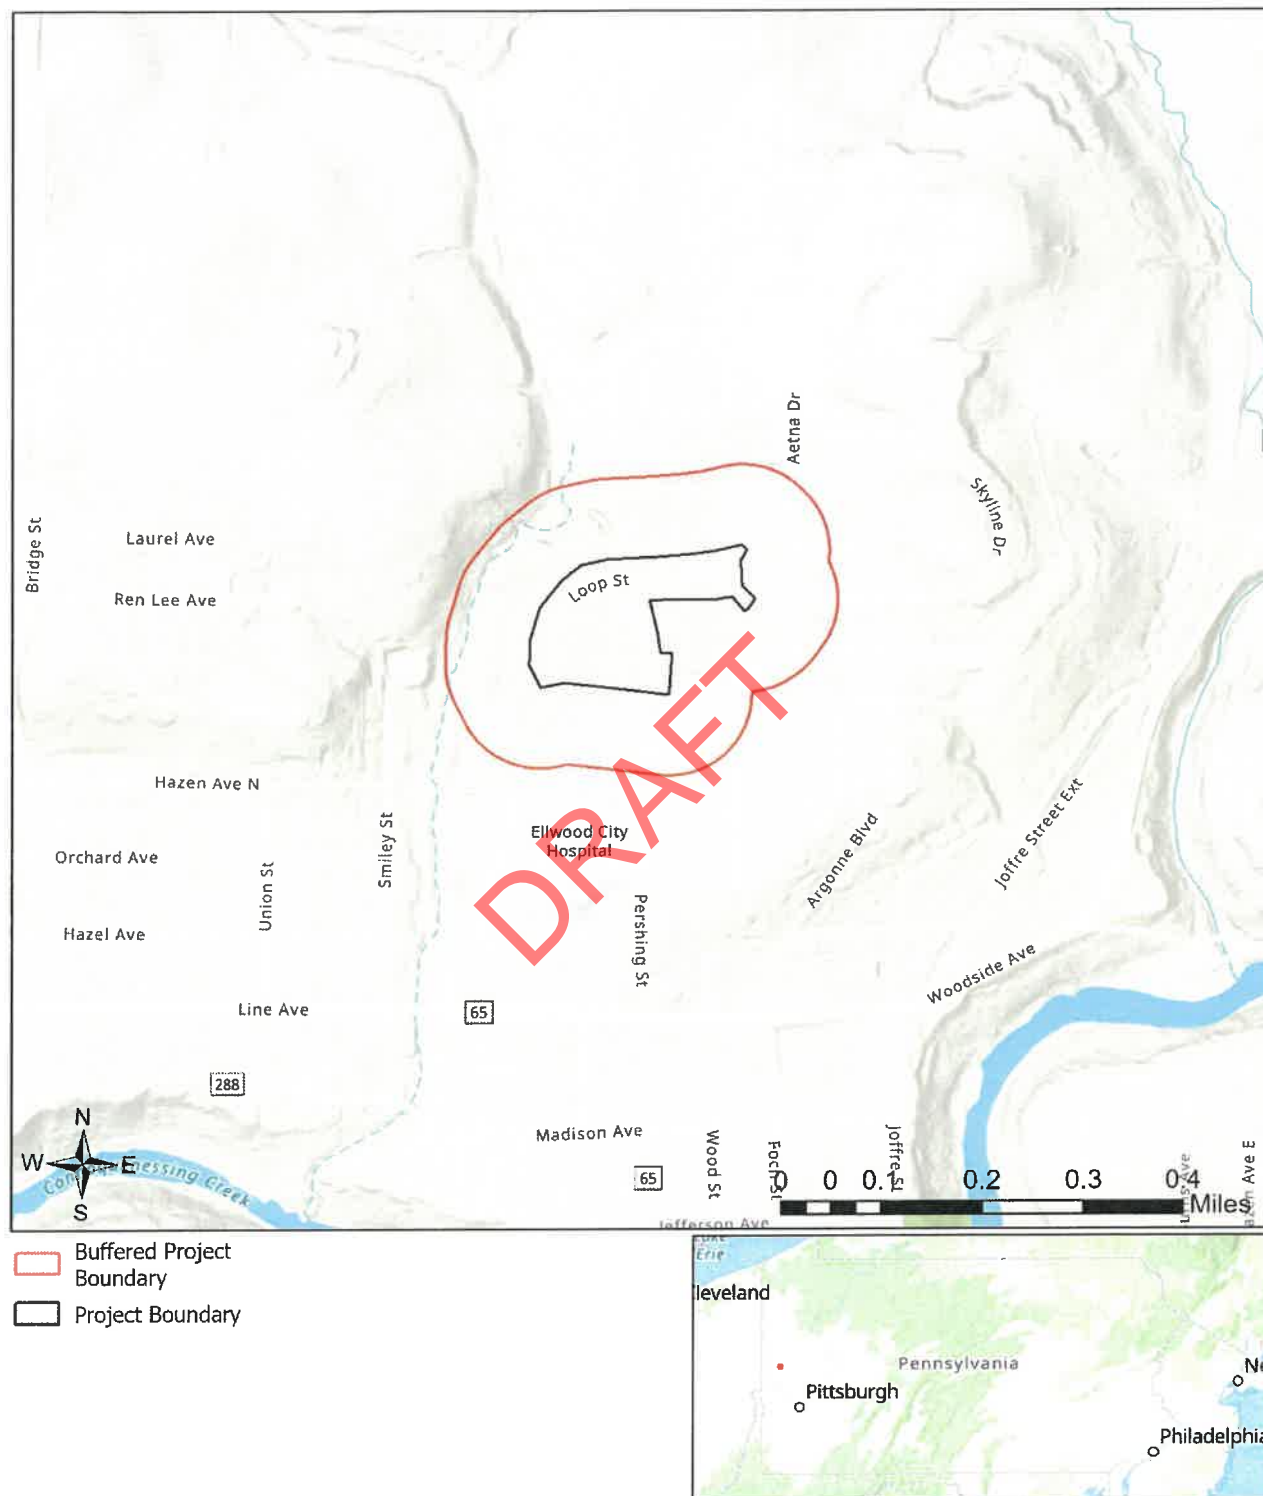 Aetna Dr
Skyline Dr
Bridge St
Laurel Ave
Ren Lee Ave
Loop St
Hazen Ave N
Orchard Ave
Hazel Ave
Union St
Smiley St
Ellwood City
Hospital
DRAFT
Pershing St
Argonne Blvd
Joffre Street Ext
Woodside Ave
Line Ave
65
288
Madison Ave
65
Wood St
Foch St
Joffre St
N
W E
S
0 0 0.1 0.2 0.3 0.4
Miles
Jefferson Ave
Buffered Project
Boundary
Project Boundary
Erie
leveland
Pennsylvania
Pittsburgh
Ne
Philadelphia